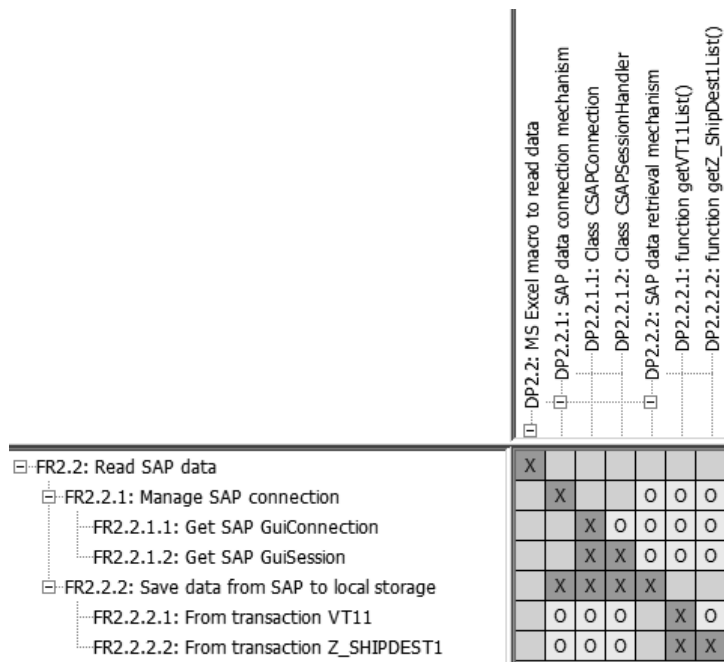 DP2.2: MS Excel macro to read data
DP2.2.1: SAP data connection mechanism
DP2.2.1.1: Class CSAPConnection
DP2.2.1.2: Class CSAPSessionHandler
DP2.2.2: SAP data retrieval mechanism
DP2.2.2.1: function getVT11List()
DP2.2.2.2: function getZ_ShipDest1List()
FR2.2: Read SAP data X
FR2.2.1: Manage SAP connection X O O O
FR2.2.1.1: Get SAP GuiConnection X O O O O
FR2.2.1.2: Get SAP GuiSession X X O O O
FR2.2.2: Save data from SAP to local storage X X X X
FR2.2.2.1: From transaction VT11 O O O X O
FR2.2.2.2: From transaction Z_SHIPDEST1 O O O X X